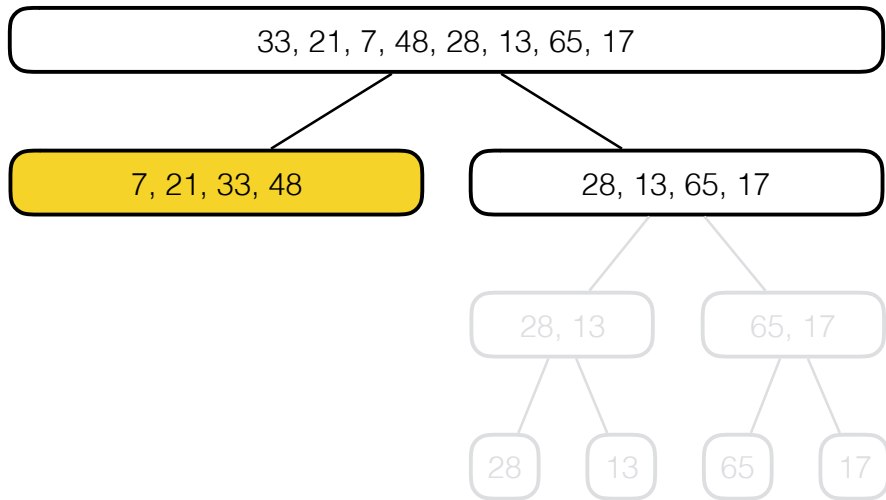 33, 21, 7, 48, 28, 13, 65, 17
7, 21, 33, 48
28, 13, 65, 17
28, 13
65, 17
28
13
65
17